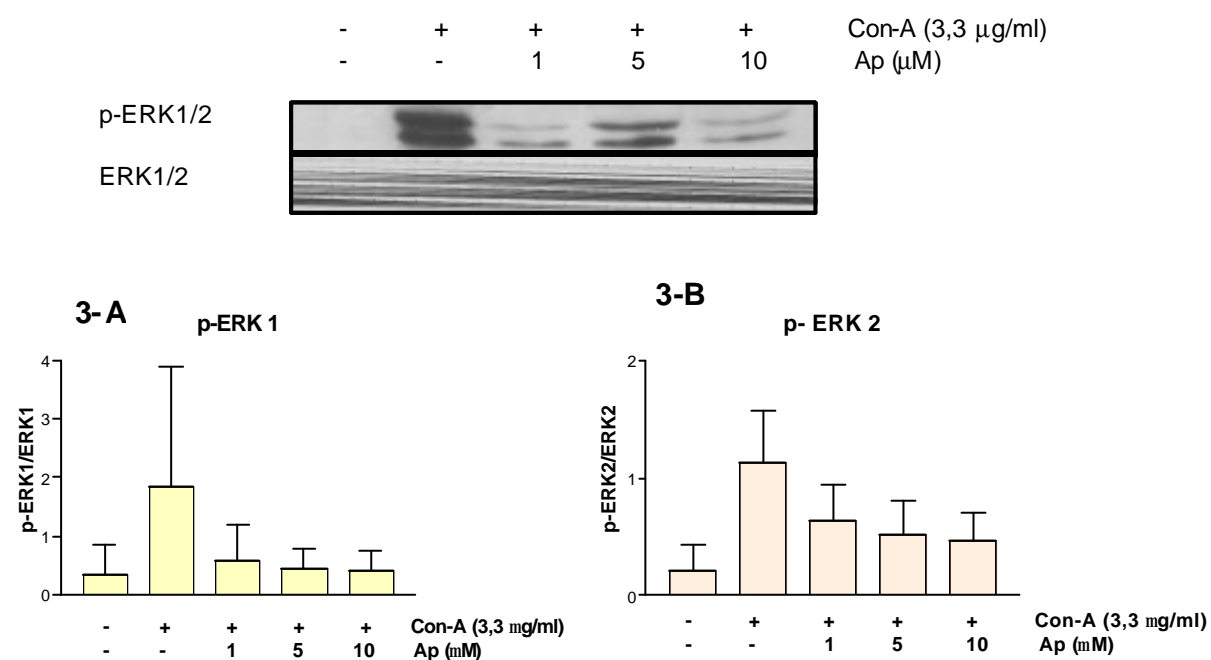 - + + + + Con-A (3,3 μg/ml)
- - 1 5 10 Ap (μM)
p-ERK1/2
ERK1/2
3-A
p-ERK 1
4
3
2
1
0
p-ERK1/ERK1
- + + + + Con-A (3,3 mg/ml)
- - 1 5 10 Ap (mM)
3-B
p- ERK 2
2
1
0
p-ERK2/ERK2
- + + + + Con-A (3,3 mg/ml)
- - 1 5 10 Ap (mM)